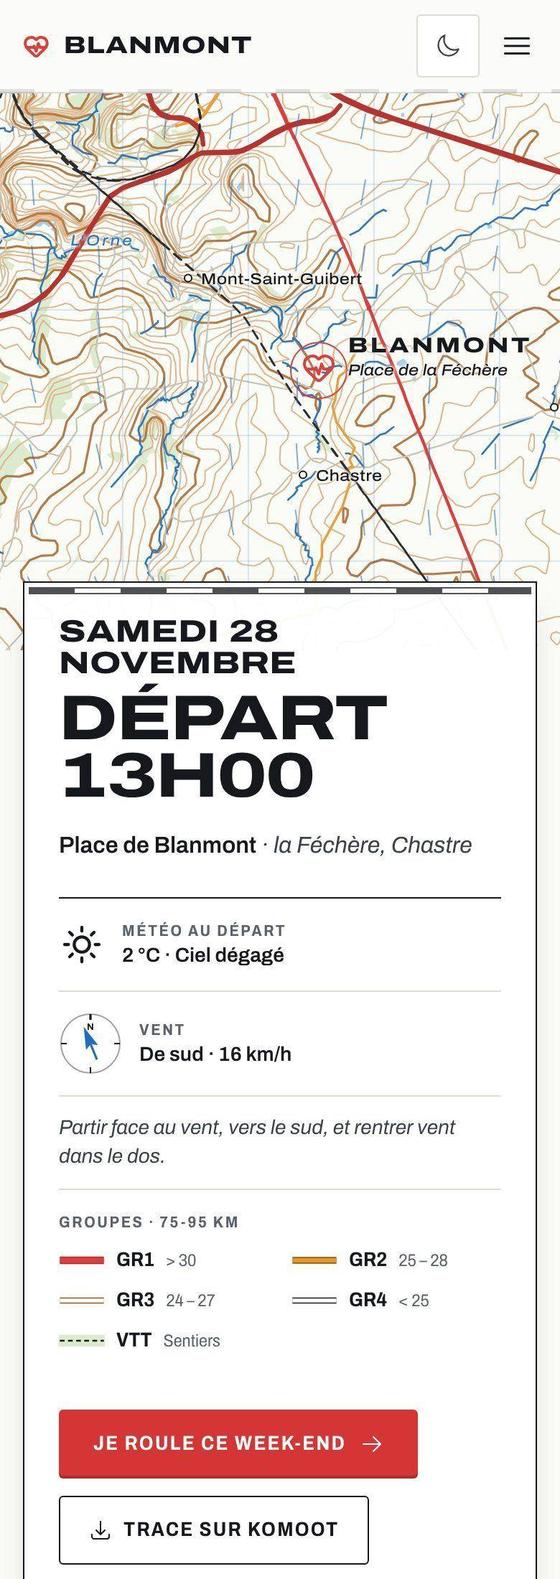 BLANMONT
L'Orne
Mont-Saint-Guibert
BLANMONT
Place de la Féchère
Chastre
SAMEDI 28
NOVEMBRE
DÉPART
13H00
Place de Blanmont · la Féchère, Chastre
MÉTÉO AU DÉPART
2 °C · Ciel dégagé
N
VENT
De sud · 16 km/h
Partir face au vent, vers le sud, et rentrer vent
dans le dos.
GROUPES · 75-95 KM
GR1 > 30
GR2 25–28
GR3 24–27
GR4 < 25
VTT Sentiers
JE ROULE CE WEEK-END →
TRACE SUR KOMOOT